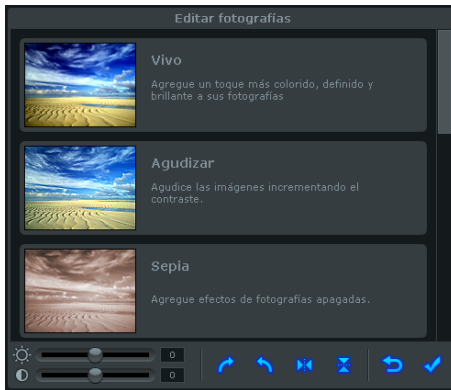 Editar fotografías
Vivo
Agregue un toque más colorido, definido y
brillante a sus fotografías
Agudizar
Agudice las imágenes incrementando el
contraste.
Sepia
Agregue efectos de fotografías apagadas.
0
0